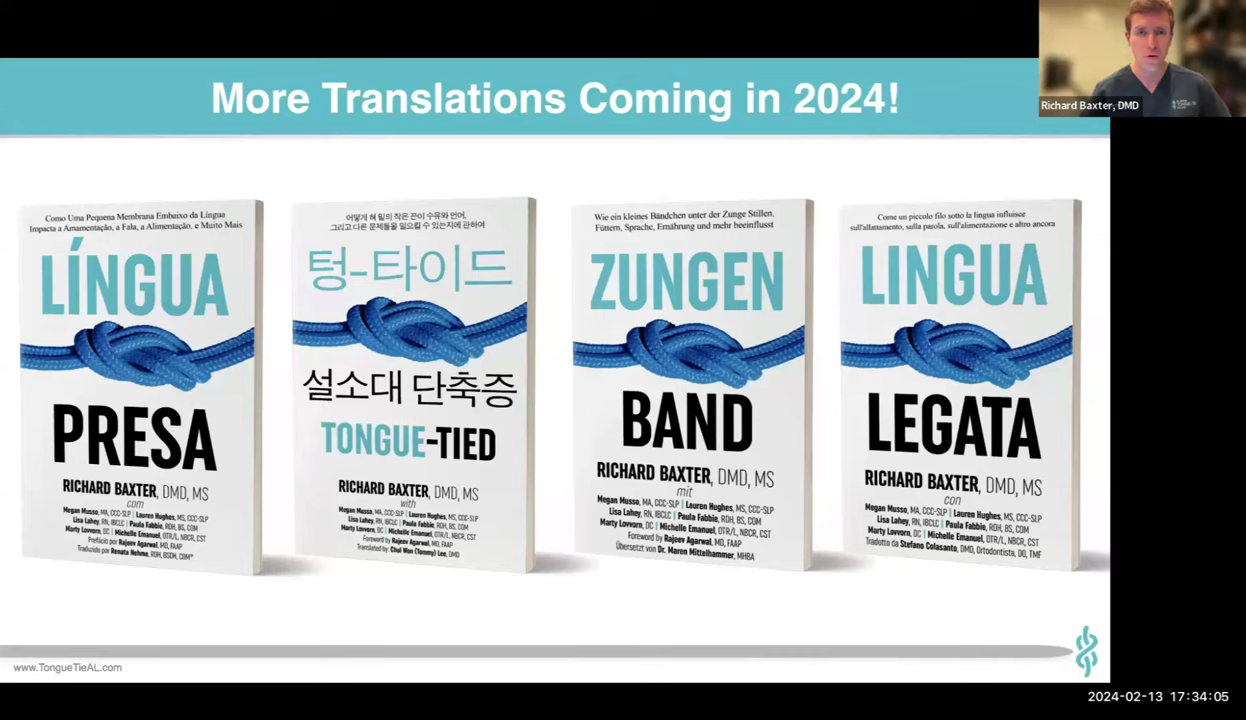 More Translations Coming in 2024!
Richard Baxter, DMD
Como Uma Pequena Membrana Embaixo da Língua
Impacta a Amamentação, a Fala, a Alimentação, e Muito Mais
LÍNGUA
PRESA
RICHARD BAXTER, DMD, MS
com
Megan Musso, MA, CCC-SLP | Lauren Hughes, MS, CCC-SLP
Lisa Lahey, RN, IBCLC | Paula Fabbie, RDH, BS, COM
Marty Lovvorn, DC | Michelle Emanuel, OTR/L, NBCR, CST
Prefácio por Rajeev Agarwal, MD, FAAP
Traduzido por Renata Nehme, RDH, BSDH, COM®
어떻게 혀 밑의 작은 끈이 수유와 언어,
그리고 다른 문제들을 일으킬 수 있는지에 관하여
텅-타이드
설소대 단축증
TONGUE-TIED
RICHARD BAXTER, DMD, MS
with
Megan Musso, MA, CCC-SLP | Lauren Hughes, MS, CCC-SLP
Lisa Lahey, RN, IBCLC | Paula Fabbie, RDH, BS, COM
Marty Lovvorn, DC | Michelle Emanuel, OTR/L, NBCR, CST
Foreword by Rajeev Agarwal, MD, FAAP
Translated by: Chul Won (Tommy) Lee, DMD
Wie ein kleines Bändchen unter der Zunge Stillen,
Füttern, Sprache, Ernährung und mehr beeinflusst
ZUNGEN
BAND
RICHARD BAXTER, DMD, MS
mit
Megan Musso, MA, CCC-SLP | Lauren Hughes, MS, CCC-SLP
Lisa Lahey, RN, IBCLC | Paula Fabbie, RDH, BS, COM
Marty Lovvorn, DC | Michelle Emanuel, OTR/L, NBCR, CST
Foreword by Rajeev Agarwal, MD, FAAP
Übersetzt von Dr. Maren Mittelhammer, MHBA
Come un piccolo filo sotto la lingua influisce
sull'allattamento, sulla parola, sull'alimentazione e altro ancora
LINGUA
LEGATA
RICHARD BAXTER, DMD, MS
con
Megan Musso, MA, CCC-SLP | Lauren Hughes, MS, CCC-SLP
Lisa Lahey, RN, IBCLC | Paula Fabbie, RDH, BS, COM
Marty Lovvorn, DC | Michelle Emanuel, OTR/L, NBCR, CST
Tradotto da Stefano Colasanto, DMD, Ortodontista, DO, TMF
www.TongueTieAL.com
2024-02-13 17:34:05